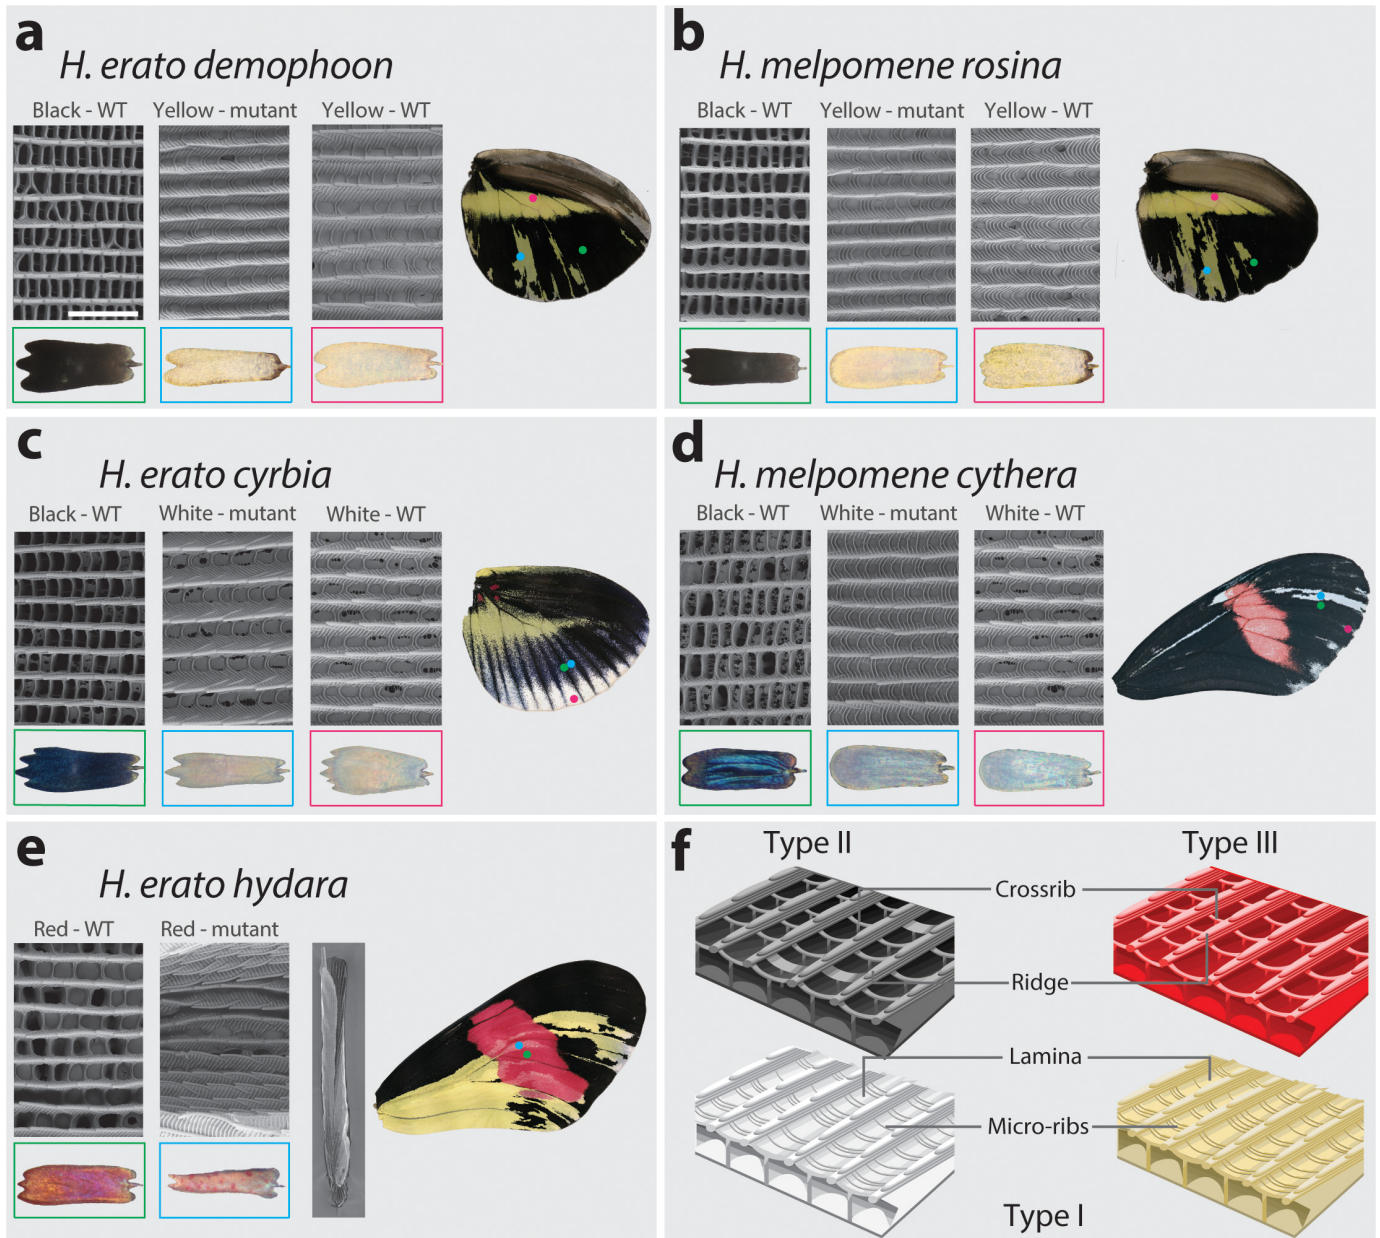 a
H. erato demophoon
Black - WT
Yellow - mutant
Yellow - WT
b
H. melpomene rosina
Black - WT
Yellow - mutant
Yellow - WT
c
H. erato cyrbia
Black - WT
White - mutant
White - WT
d
H. melpomene cythera
Black - WT
White - mutant
White - WT
e
H. erato hydara
Red - WT
Red - mutant
f
Type II
Type III
Crossrib
Ridge
Lamina
Micro-ribs
Type I